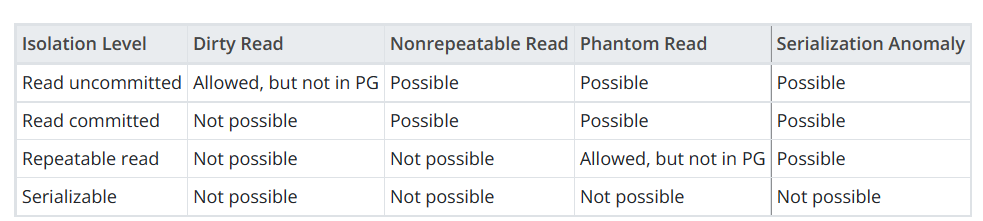 Isolation Level Dirty Read Nonrepeatable Read Phantom Read Serialization Anomaly
Read uncommitted Allowed, but not in PG Possible Possible Possible
Read committed Not possible Possible Possible Possible
Repeatable read Not possible Not possible Allowed, but not in PG Possible
Serializable Not possible Not possible Not possible Not possible